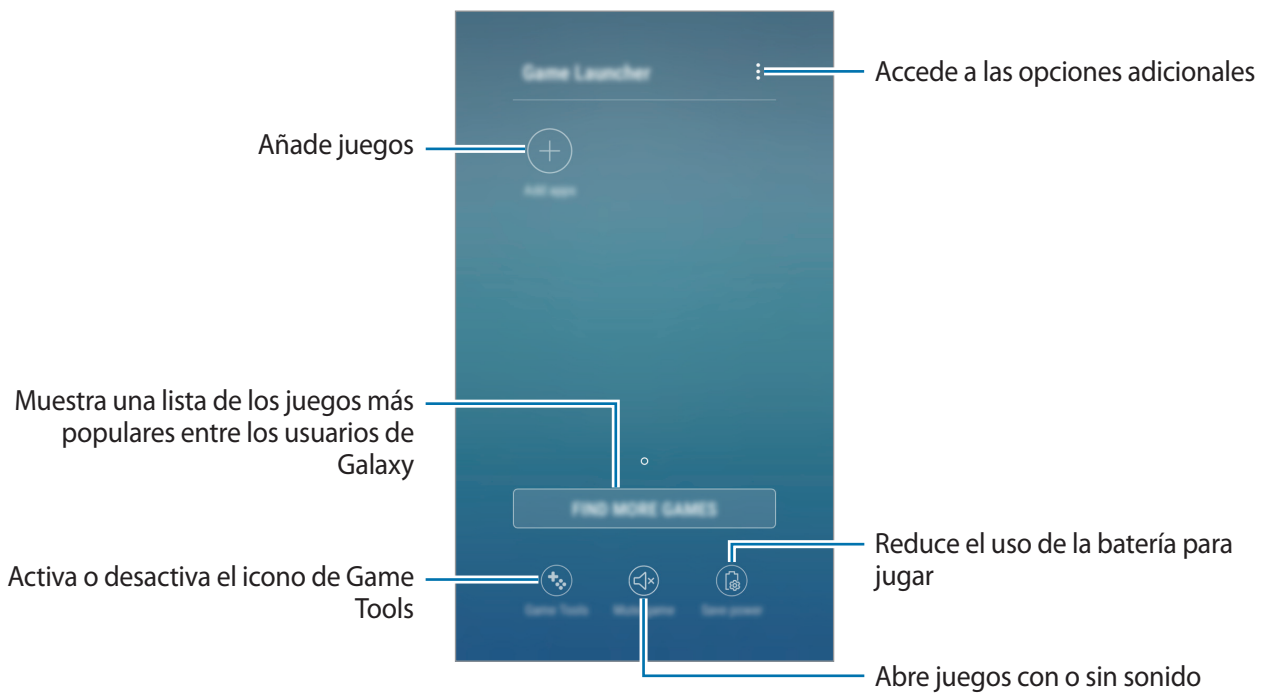 Game Launcher
Accede a las opciones adicionales
Añade juegos
Add apps
Muestra una lista de los juegos más
populares entre los usuarios de
Galaxy
FIND MORE GAMES
Reduce el uso de la batería para
jugar
Activa o desactiva el icono de Game
Tools
Game Tools
Mute game
Save power
Abre juegos con o sin sonido